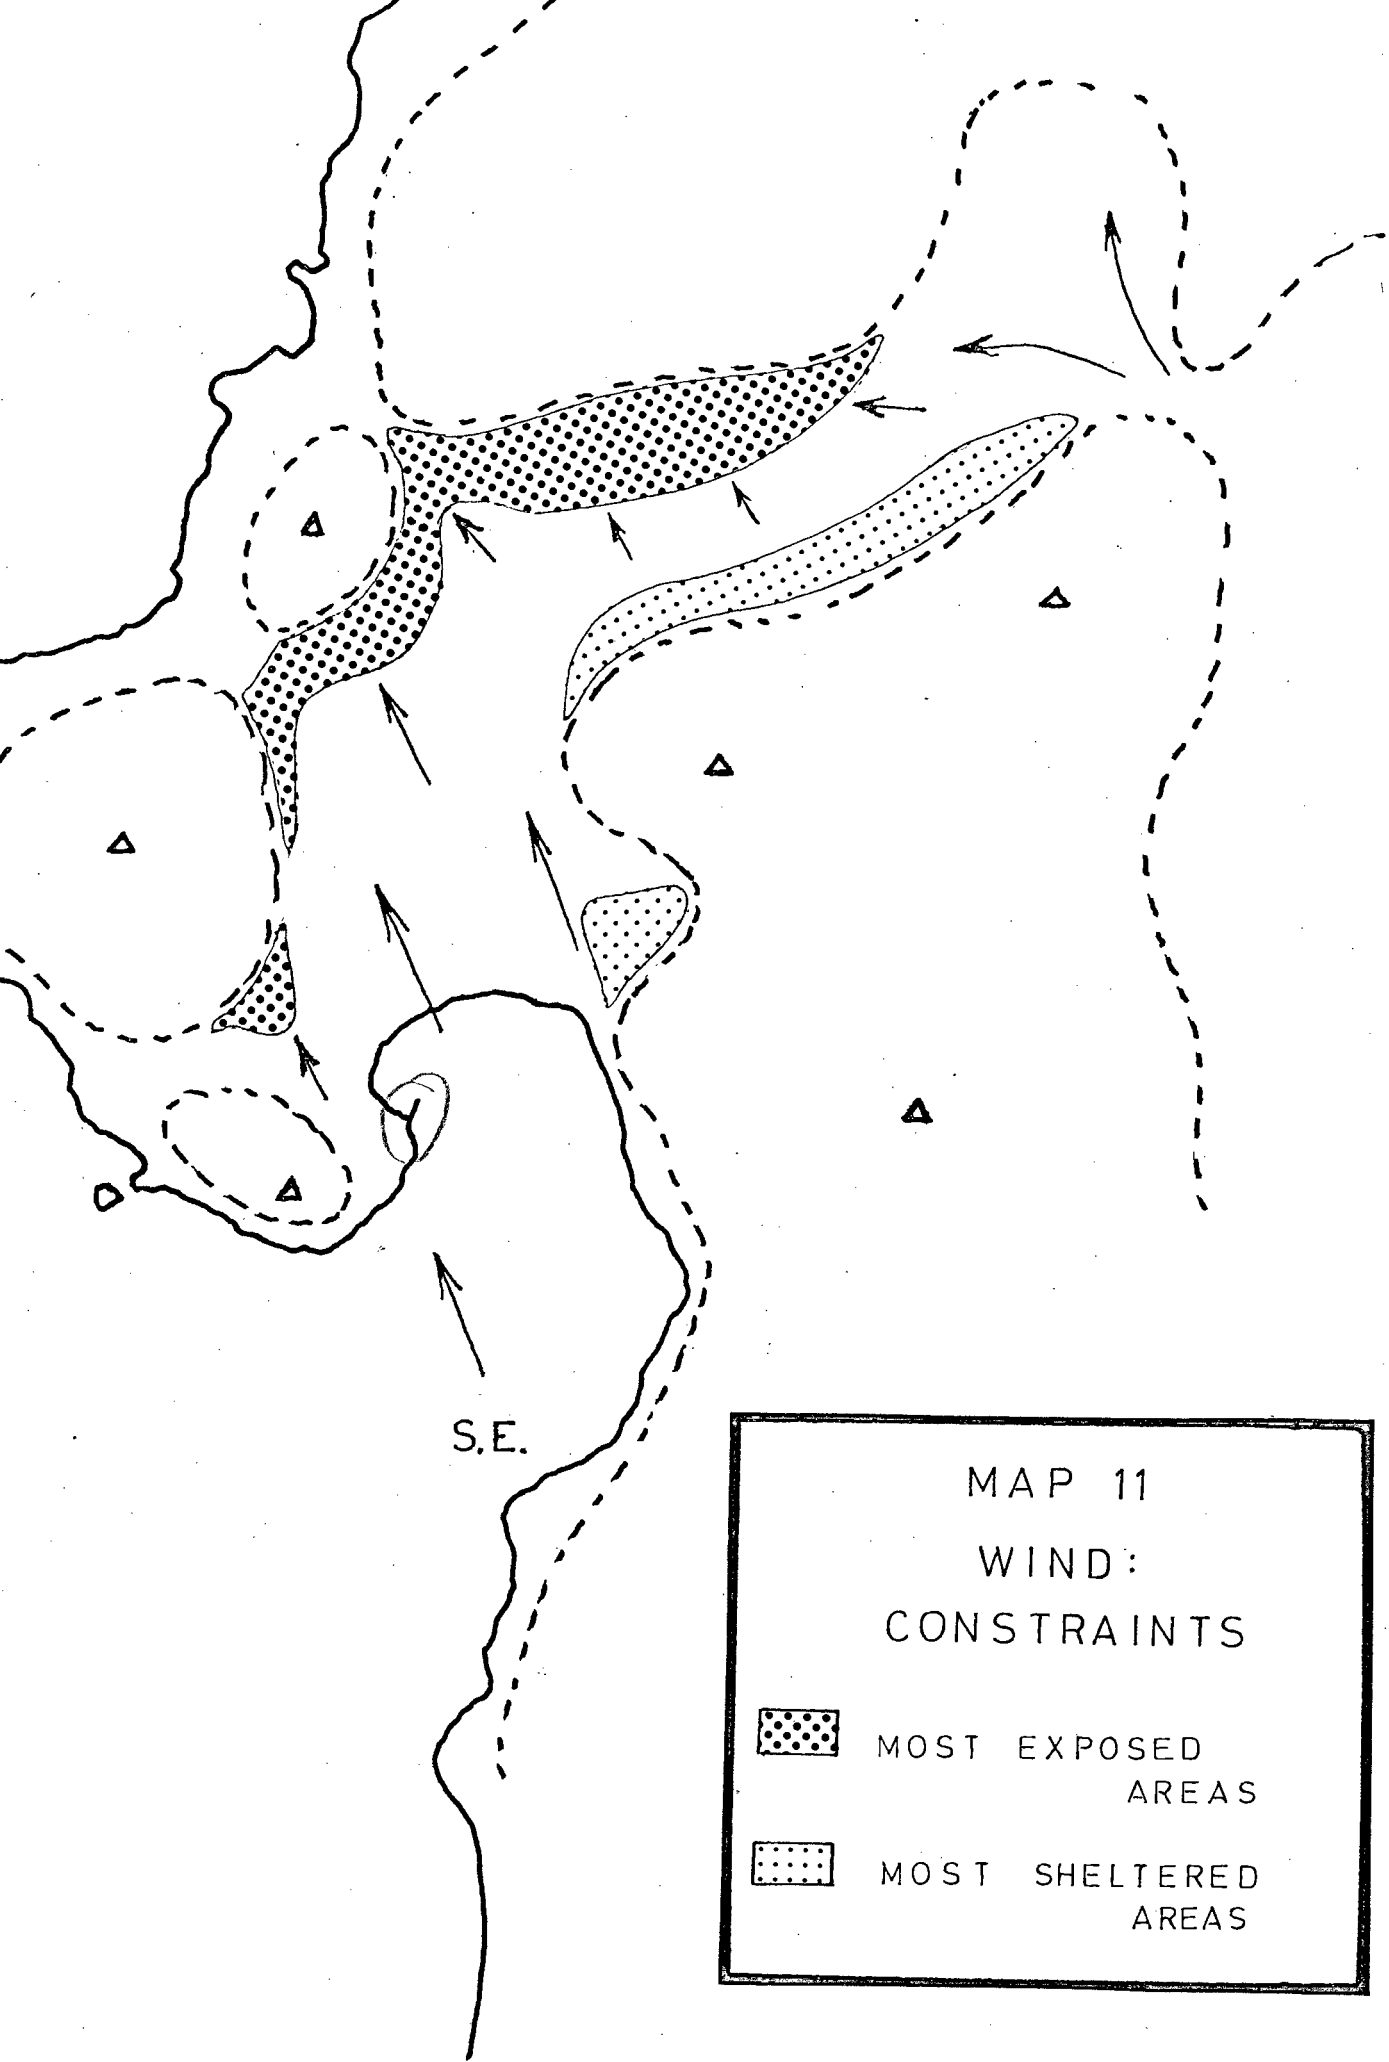 S.E.
MAP 11
WIND:
CONSTRAINTS
MOST EXPOSED
AREAS
MOST SHELTERED
AREAS